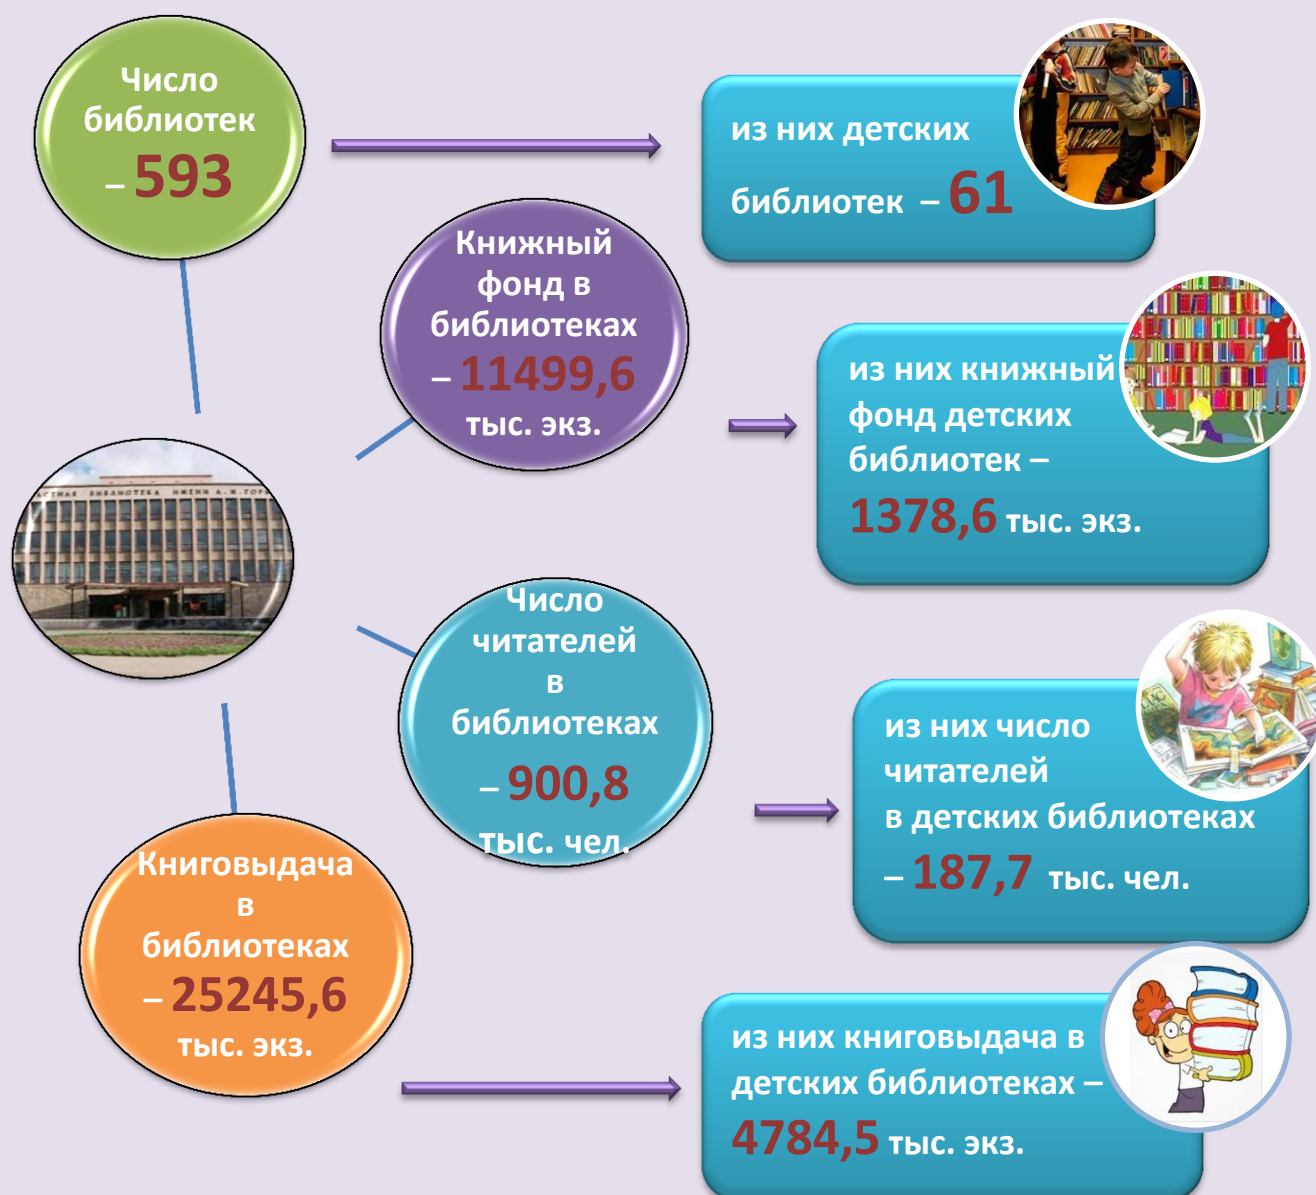 Число
библиотек
– 593
из них детских
библиотек – 61
Книжный
фонд в
библиотеках
– 11499,6
тыс. экз.
из них книжный
фонд детских
библиотек –
1378,6 тыс. экз.
БИБЛИОТЕКА ИМЕНИ А.М.ГОРЬ
Число
читателей
в
библиотеках
– 900,8
тыс. чел.
из них число
читателей
в детских библиотеках
– 187,7 тыс. чел.
Книговыдача
в
библиотеках
– 25245,6
тыс. экз.
из них книговыдача в
детских библиотеках –
4784,5 тыс. экз.